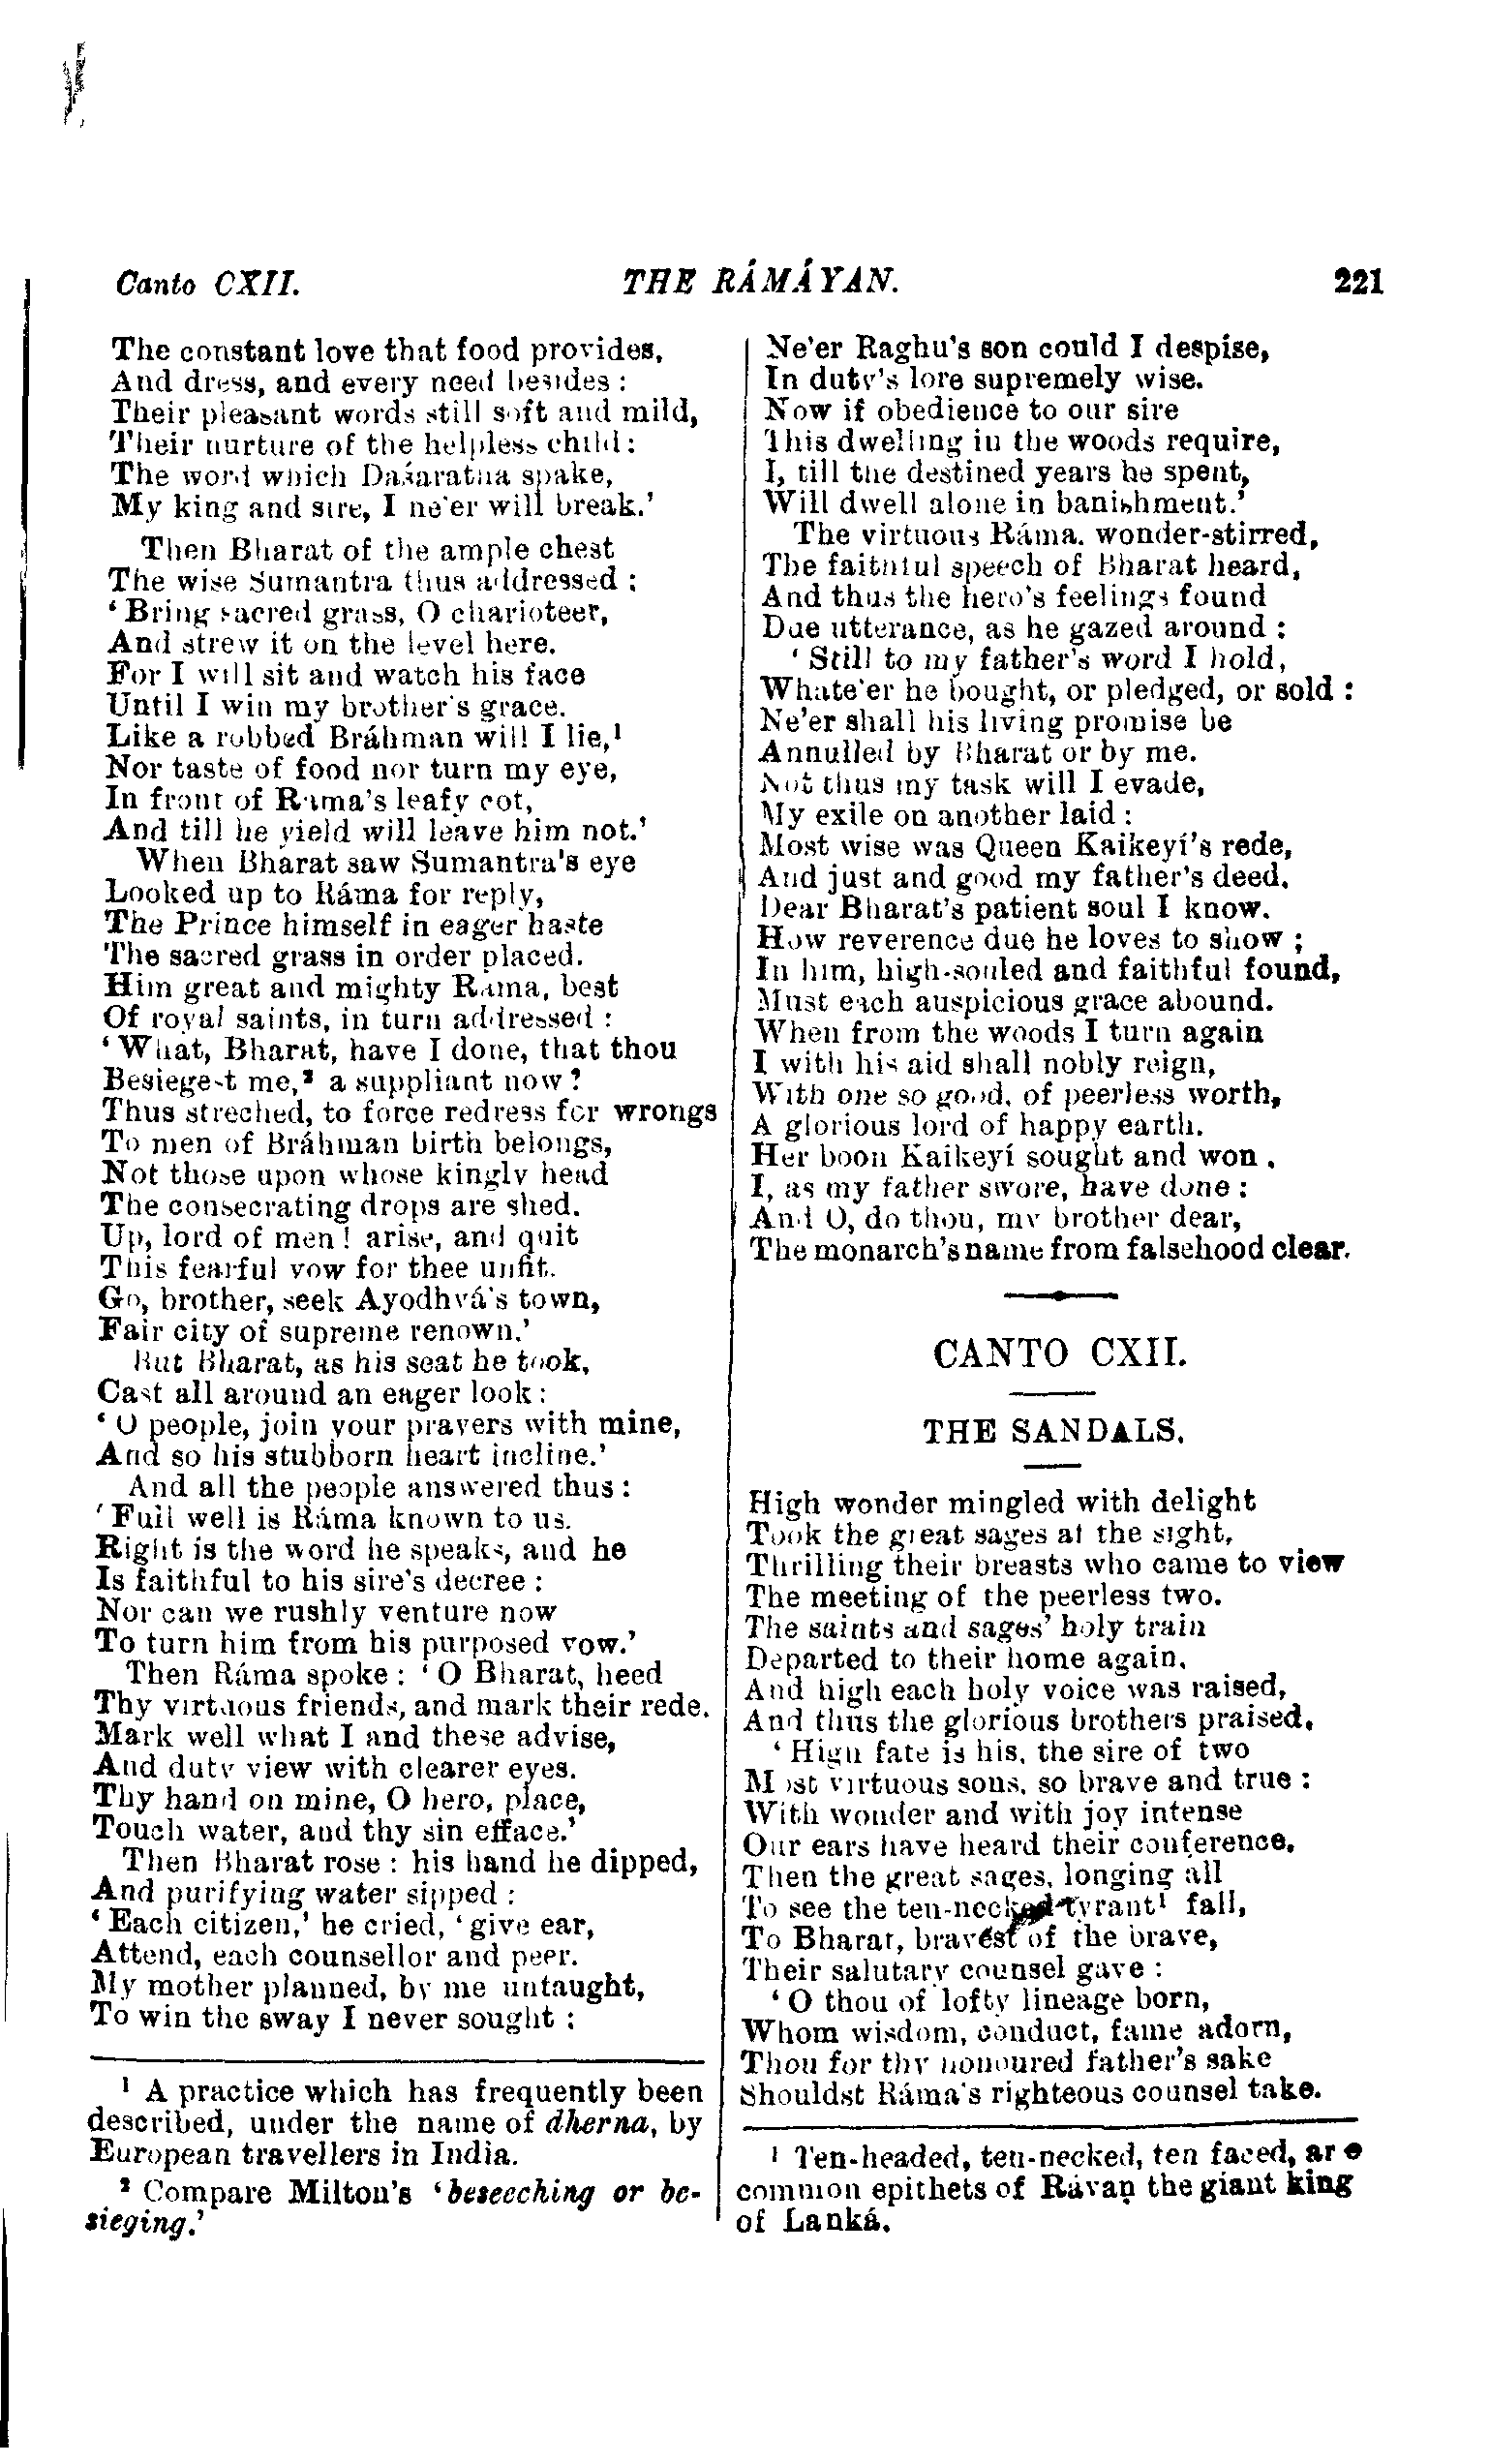 Canto CXII. THE RÁMÁYAN. 221
The constant love that food provides,
And dress, and every need besides :
Their pleasant words still soft and mild,
Their nurture of the helpless child:
The word which Daśaratha spake,
My king and sire, I ne'er will break.'
Then Bharat of the ample chest
The wise Sumantra thus addressed :
‘ Bring sacred grass, O charioteer,
And strew it on the level here.
For I will sit and watch his face
Until I win my brother's grace.
Like a robbed Bráhman will I lie,¹
Nor taste of food nor turn my eye,
In front of Ráma's leafy cot,
And till he yield will leave him not.'
When Bharat saw Sumantra's eye
Looked up to Ráma for reply,
The Prince himself in eager haste
The sacred grass in order placed.
Him great and mighty Ráma, best
Of royal saints, in turn addressed :
‘ What, Bharat, have I done, that thou
Besiegest me,² a suppliant now ?
Thus streched, to force redress for wrongs
To men of Bráhman birth belongs,
Not those upon whose kingly head
The consecrating drops are shed.
Up, lord of men ! arise, and quit
This fearful vow for thee unfit.
Go, brother, seek Ayodhyá's town,
Fair city of supreme renown.'
But Bharat, as his seat he took,
Cast all around an eager look :
‘ O people, join your prayers with mine,
And so his stubborn heart incline.'
And all the people answered thus :
‘ Full well is Ráma known to us.
Right is the word he speaks, and he
Is faithful to his sire's decree :
Nor can we rushly venture now
To turn him from his purposed vow.'
Then Ráma spoke : ‘ O Bharat, heed
Thy virtuous friends, and mark their rede.
Mark well what I and these advise,
And duty view with clearer eyes.
Thy hand on mine, O hero, place,
Touch water, and thy sin efface.'
Then Bharat rose : his hand he dipped,
And purifying water sipped :
‘ Each citizen,' he cried, ‘ give ear,
Attend, each counsellor and peer.
My mother planned, by me untaught,
To win the sway I never sought :
¹ A practice which has frequently been
described, under the name of dherna, by
European travellers in India.
² Compare Milton's ‘beseeching or be-
sieging.'
Ne'er Raghu's son could I despise,
In duty's lore supremely wise.
Now if obedience to our sire
This dwelling in the woods require,
I, till the destined years be spent,
Will dwell alone in banishment.'
The virtuous Ráma. wonder-stirred,
The faithful speech of Bharat heard,
And thus the hero's feelings found
Due utterance, as he gazed around :
‘ Still to my father's word I hold,
Whate'er he bought, or pledged, or sold :
Ne'er shall his living promise be
Annulled by Bharat or by me.
Not thus my task will I evade,
My exile on another laid :
Most wise was Queen Kaikeyí's rede,
And just and good my father's deed.
Dear Bharat's patient soul I know.
How reverence due he loves to show ;
In him, high-souled and faithful found,
Must each auspicious grace abound.
When from the woods I turn again
I with his aid shall nobly reign,
With one so good, of peerless worth,
A glorious lord of happy earth.
Her boon Kaikeyí sought and won.
I, as my father swore, have done :
And O, do thou, my brother dear,
The monarch's name from falsehood clear.
CANTO CXII.
THE SANDALS.
High wonder mingled with delight
Took the great sages at the sight,
Thrilling their breasts who came to view
The meeting of the peerless two.
The saints and sages' holy train
Departed to their home again.
And high each holy voice was raised,
And thus the glorious brothers praised.
‘ High fate is his, the sire of two
Most virtuous sons, so brave and true :
With wonder and with joy intense
Our ears have heard their conference.
Then the great sages, longing all
To see the ten-necked tyrant¹ fall,
To Bharat, bravest of the brave,
Their salutary counsel gave :
‘ O thou of lofty lineage born,
Whom wisdom, conduct, fame adorn,
Thou for thy honoured father's sake
Shouldst Ráma's righteous counsel take.
¹ Ten-headed, ten-necked, ten faced, are
common epithets of Rávaṇ the giant king
of Lanká.